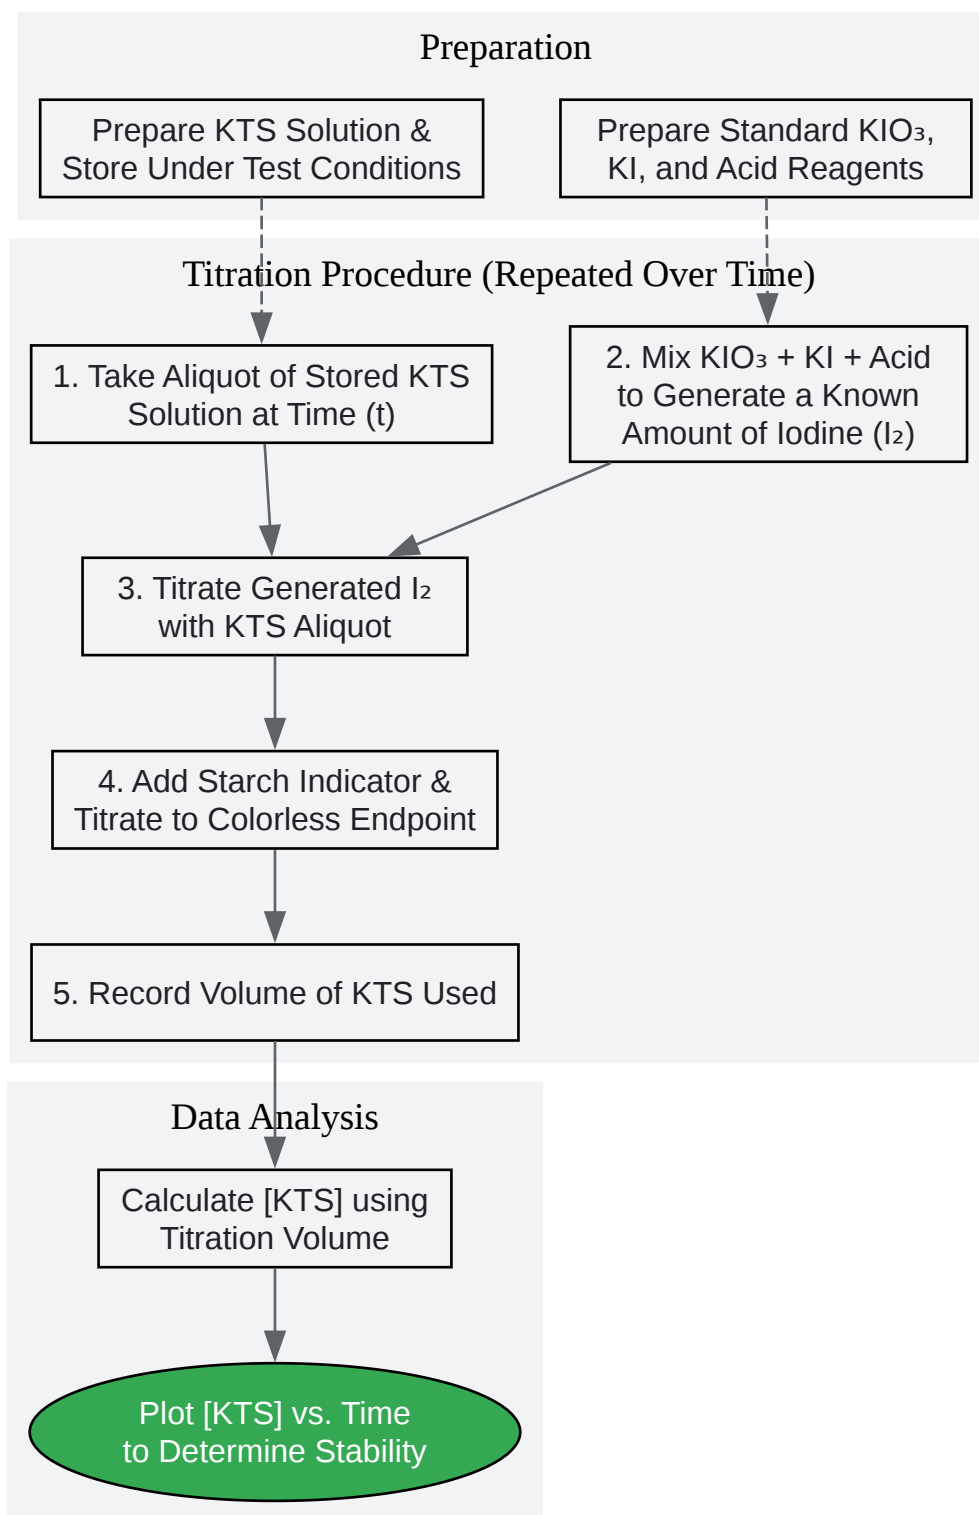 Preparation
Prepare KTS Solution &
Store Under Test Conditions
Prepare Standard KIO₃,
KI, and Acid Reagents
Titration Procedure (Repeated Over Time)
1. Take Aliquot of Stored KTS
Solution at Time (t)
2. Mix KIO₃ + KI + Acid
to Generate a Known
Amount of Iodine (I₂)
3. Titrate Generated I₂
with KTS Aliquot
4. Add Starch Indicator &
Titrate to Colorless Endpoint
5. Record Volume of KTS Used
Data Analysis
Calculate [KTS] using
Titration Volume
Plot [KTS] vs. Time
to Determine Stability